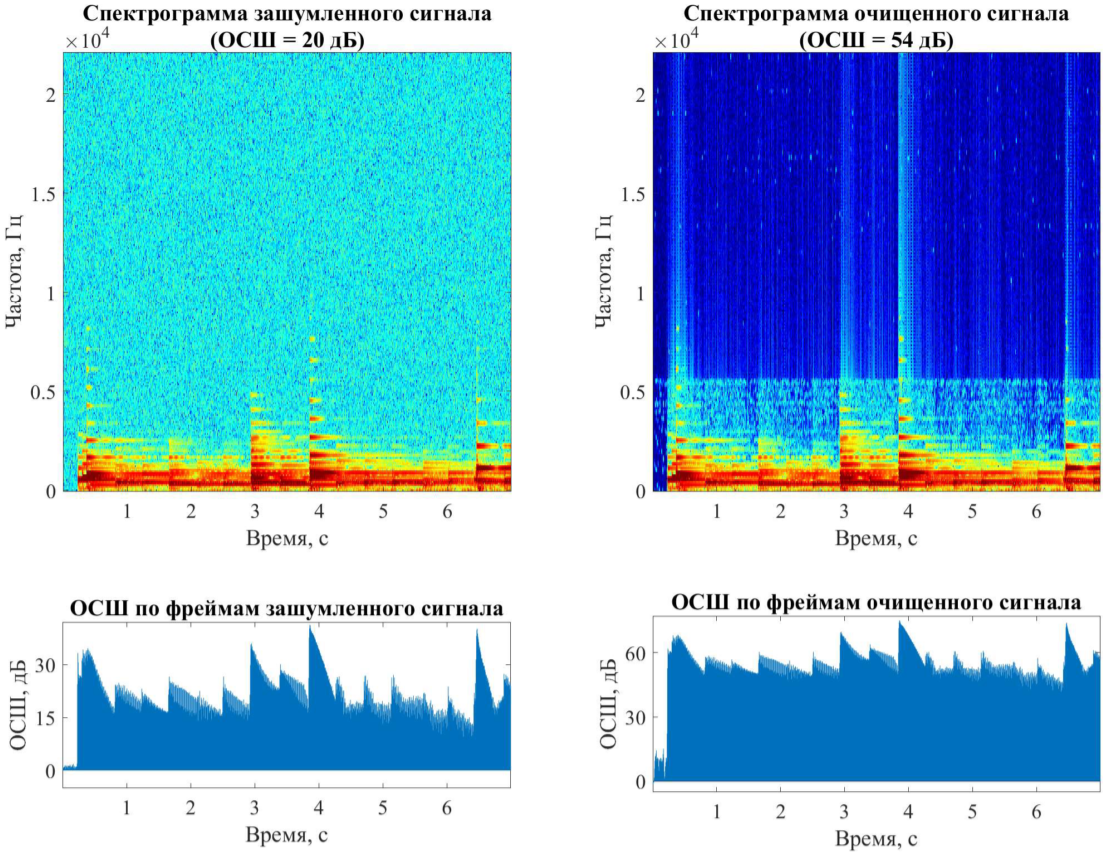 Спектрограмма зашумленного сигнала
(ОСШ = 20 дБ)
×10⁴
2
1.5
1
0.5
0
Частота, Гц
1 2 3 4 5 6
Время, с
Спектрограмма очищенного сигнала
(ОСШ = 54 дБ)
×10⁴
2
1.5
1
0.5
0
Частота, Гц
1 2 3 4 5 6
Время, с
ОСШ по фреймам зашумленного сигнала
30
15
0
ОСШ, дБ
1 2 3 4 5 6
Время, с
ОСШ по фреймам очищенного сигнала
60
30
0
ОСШ, дБ
1 2 3 4 5 6
Время, с